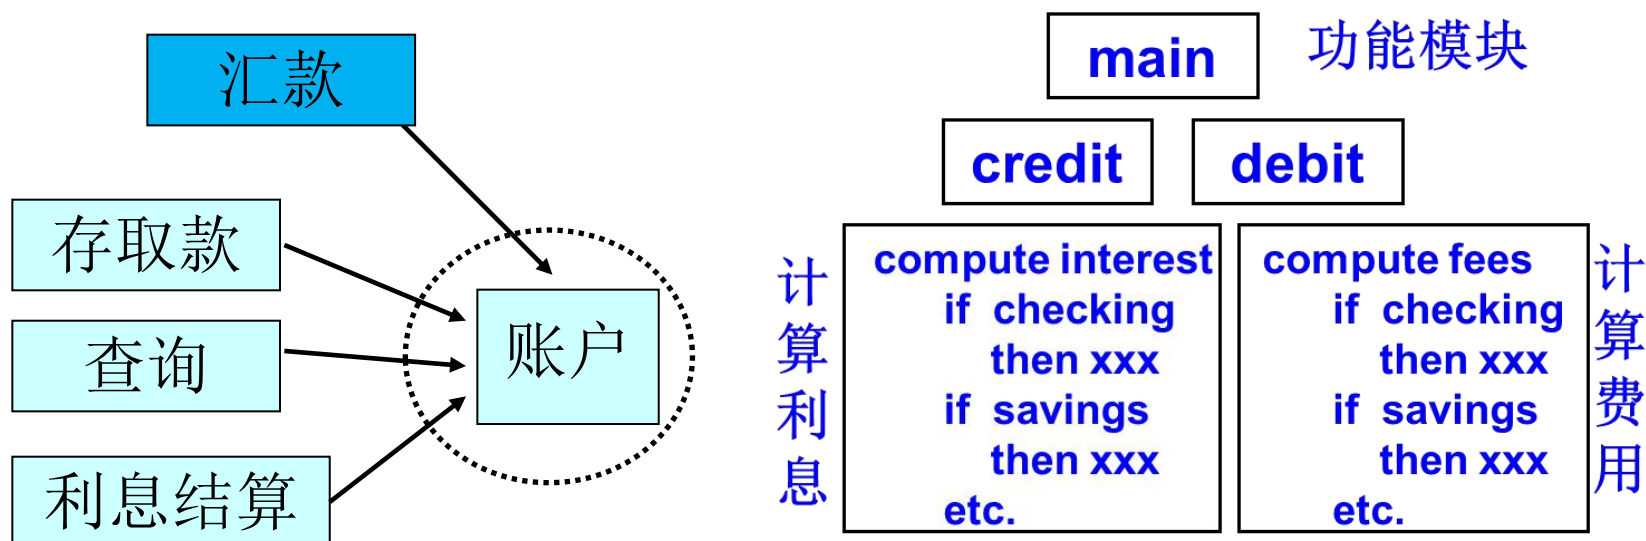 汇款
存取款
查询
利息结算
账户
main
功能模块
credit
debit
计算利息
compute interest
if checking
then xxx
if savings
then xxx
etc.
compute fees
if checking
then xxx
if savings
then xxx
etc.
计算费用